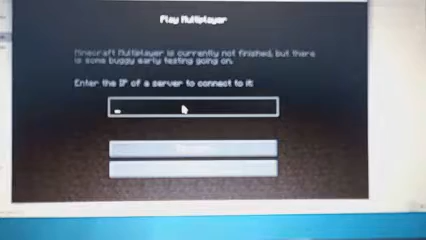 Play Multiplayer
Minecraft Multiplayer is currently not finished, but there
is some buggy early testing going on.
Enter the IP of a server to connect to it:
_